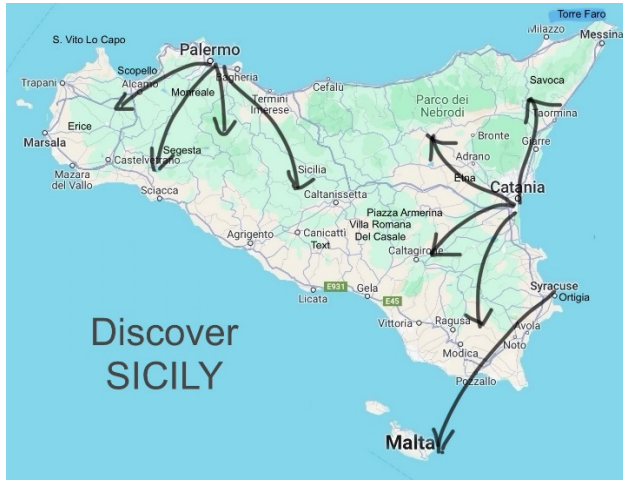 Torre Faro
Milazzo
Messina
S. Vito Lo Capo
Palermo
Scopello
Bagheria
Trapani
Alcamo
Monreale
Cefalù
Termini
Imerese
Parco dei
Nebrodi
Savoca
Taormina
Erice
Bronte
Giarre
Marsala
Segesta
Adrano
Castelvetrano
Etna
Mazara
del Vallo
Sicilia
Catania
Sciacca
Caltanissetta
Piazza Armerina
Villa Romana
Del Casale
Agrigento
Canicattì
Text
Caltagirone
E931
Gela
Licata
E45
Syracuse
Ortigia
Vittoria
Ragusa
Avola
Noto
Modica
Pozzallo
Discover
SICILY
Malta